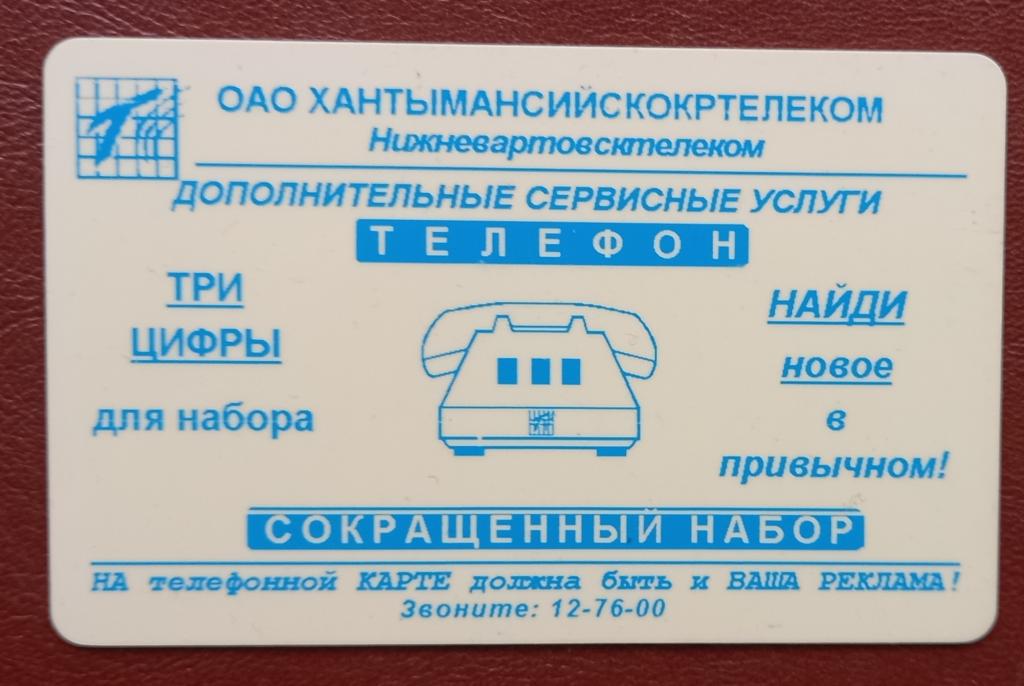 ОАО ХАНТЫМАНСИЙСКОКРТЕЛЕКОМ
Нижневартовсктелеком
ДОПОЛНИТЕЛЬНЫЕ СЕРВИСНЫЕ УСЛУГИ
ТЕЛЕФОН
ТРИ
ЦИФРЫ
для набора
НАЙДИ
новое
в
привычном!
СОКРАЩЕННЫЙ НАБОР
НА телефонной КАРТЕ должна быть и ВАША РЕКЛАМА!
Звоните: 12-76-00